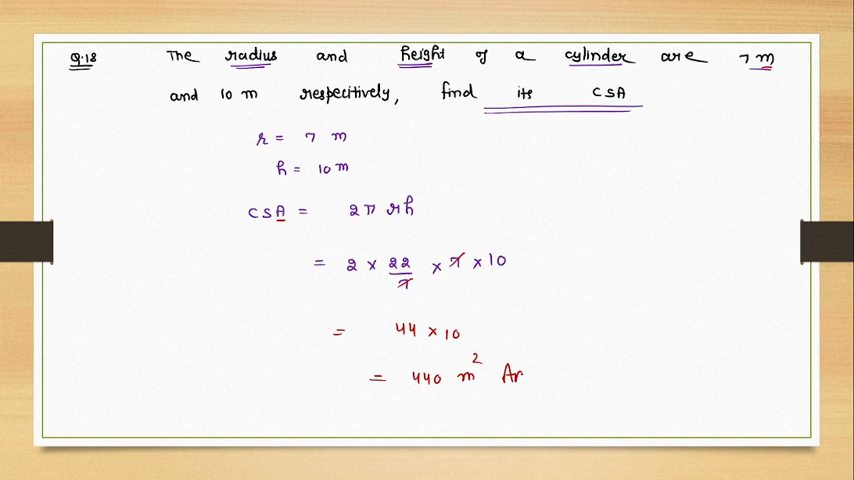 Q.18 The radius and height of a cylinder are 7 m
and 10 m respectively, find its CSA
r = 7 m
h = 10 m
CSA = 2π rh
= 2 × 22/7 × 7 × 10
= 44 × 10
= 440 m² An